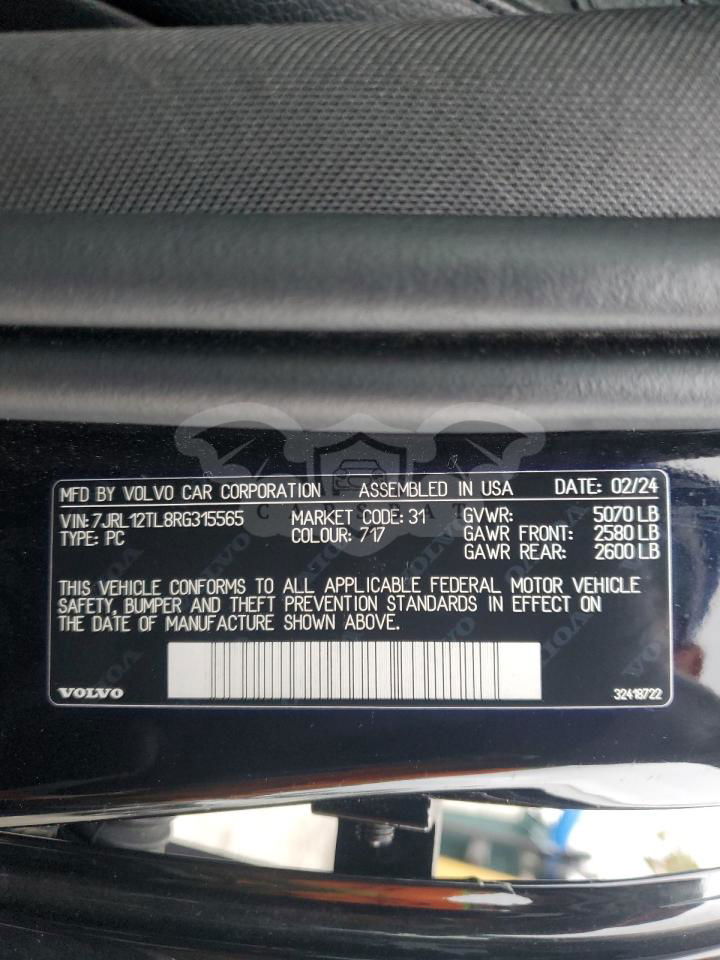 MFD BY VOLVO CAR CORPORATION ASSEMBLED IN USA DATE: 02/24
VIN: 7JRL12TL8RG315565 MARKET CODE: 31 GVWR: 5070 LB
TYPE: PC COLOUR: 717 GAWR FRONT: 2580 LB
GAWR REAR: 2600 LB
CARSBAT
THIS VEHICLE CONFORMS TO ALL APPLICABLE FEDERAL MOTOR VEHICLE
SAFETY, BUMPER AND THEFT PREVENTION STANDARDS IN EFFECT ON
THE DATE OF MANUFACTURE SHOWN ABOVE.
VOLVO 32418722